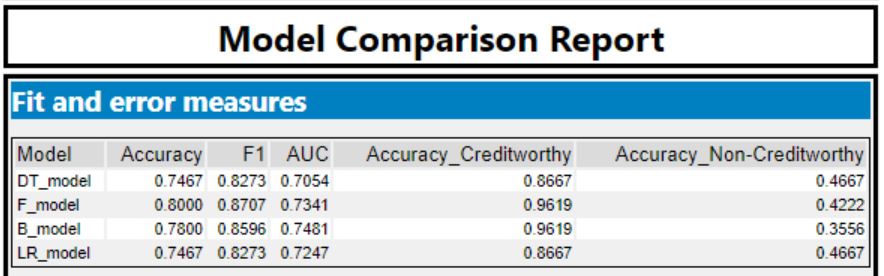 Model Comparison Report
Fit and error measures
Model Accuracy F1 AUC Accuracy_Creditworthy Accuracy_Non-Creditworthy
DT_model 0.7467 0.8273 0.7054 0.8667 0.4667
F_model 0.8000 0.8707 0.7341 0.9619 0.4222
B_model 0.7800 0.8596 0.7481 0.9619 0.3556
LR_model 0.7467 0.8273 0.7247 0.8667 0.4667